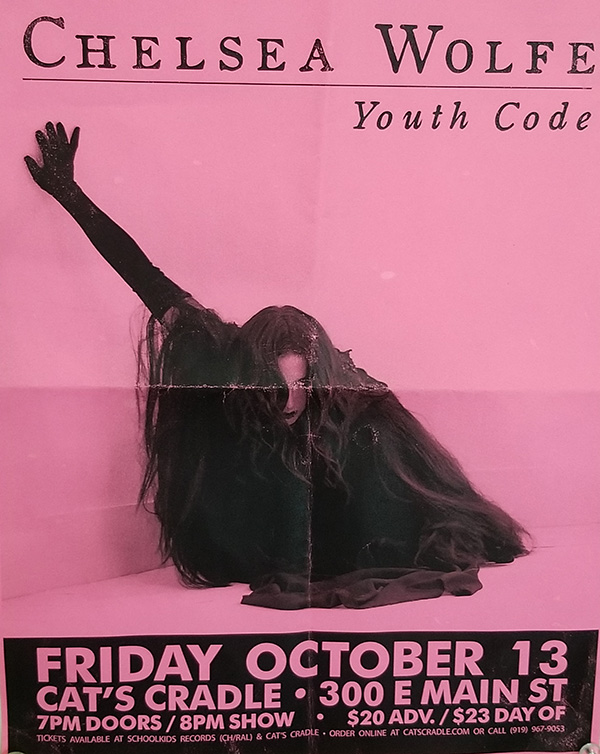 CHELSEA WOLFE
Youth Code
FRIDAY OCTOBER 13
CAT'S CRADLE • 300 E MAIN ST
7PM DOORS / 8PM SHOW • $20 ADV. / $23 DAY OF
TICKETS AVAILABLE AT SCHOOLKIDS RECORDS (CH/RAL) & CAT'S CRADLE • ORDER ONLINE AT CATSCRADLE.COM OR CALL (919) 967-9053